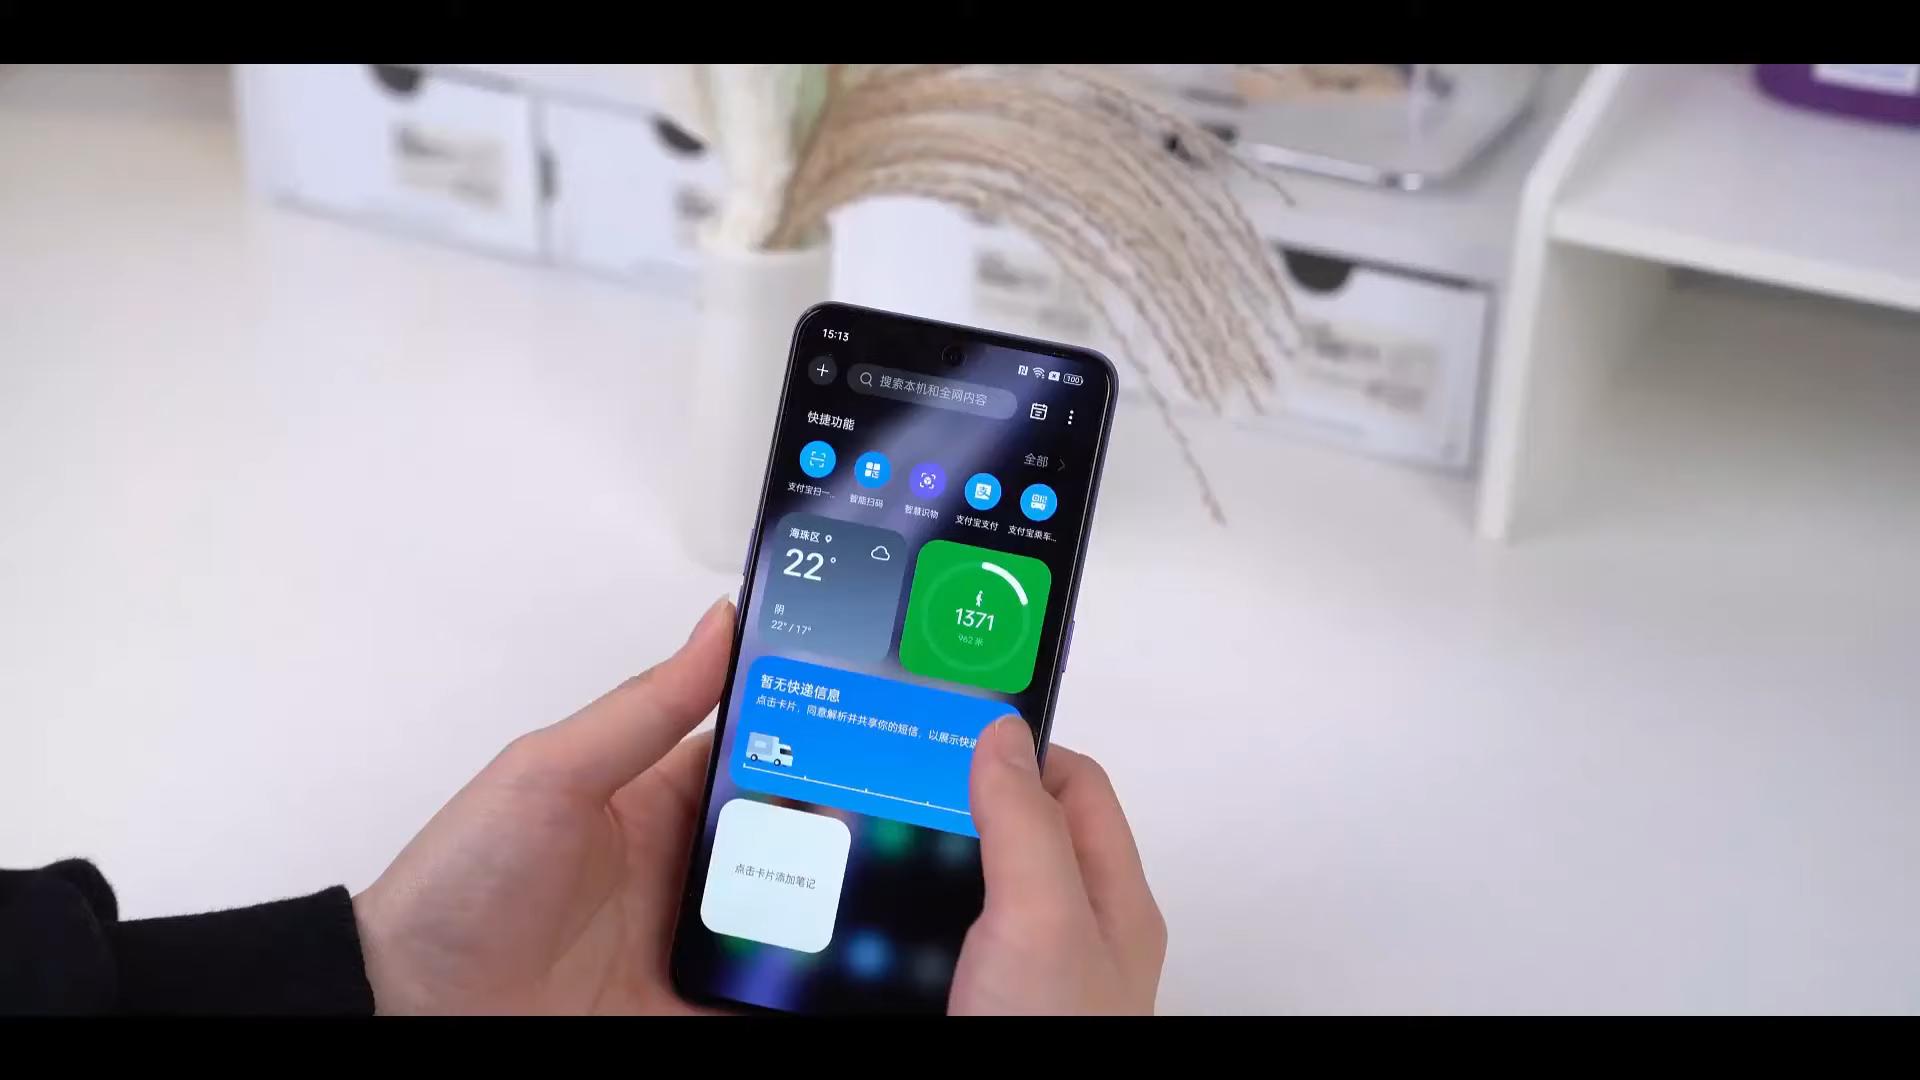 15:13
100
搜索本机和全网内容
快捷功能
全部
支付宝扫一...
智能扫码
智慧识物
支付宝支付
支付宝乘车...
海珠区
22°
阴
22° / 17°
1371
962 米
暂无快递信息
点击卡片，同意解析并共享你的短信，以展示快递
点击卡片添加笔记